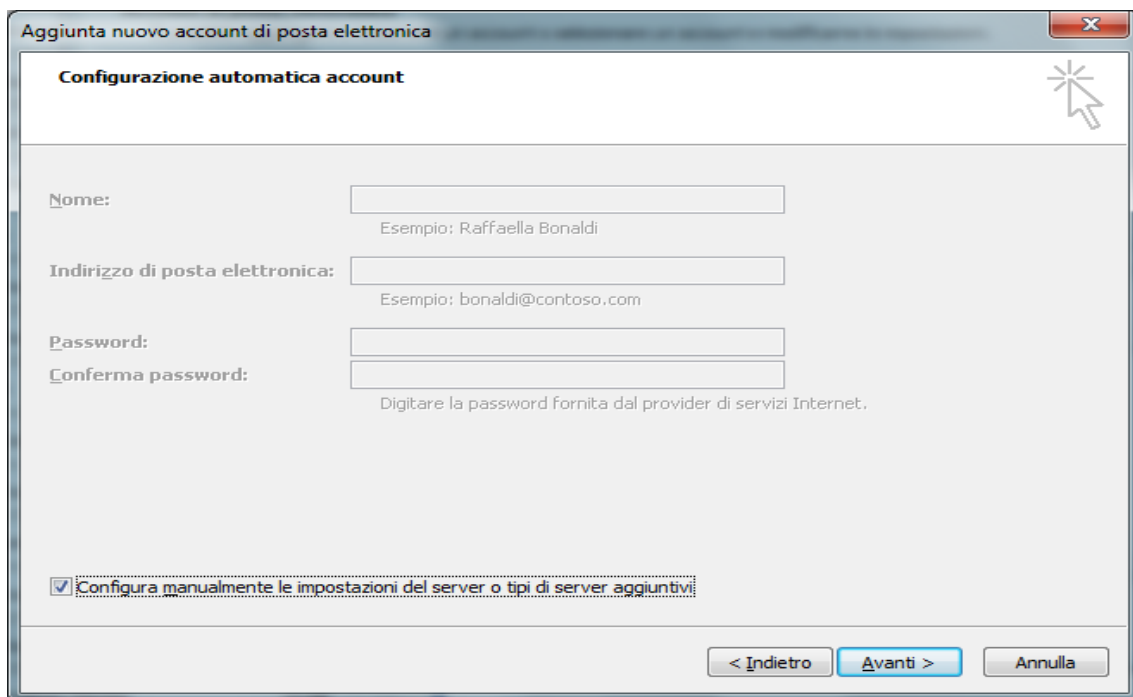 Aggiunta nuovo account di posta elettronica
Configurazione automatica account
Nome:
Esempio: Raffaella Bonaldi
Indirizzo di posta elettronica:
Esempio: bonaldi@contoso.com
Password:
Conferma password:
Digitare la password fornita dal provider di servizi Internet.
Configura manualmente le impostazioni del server o tipi di server aggiuntivi
< Indietro Avanti > Annulla